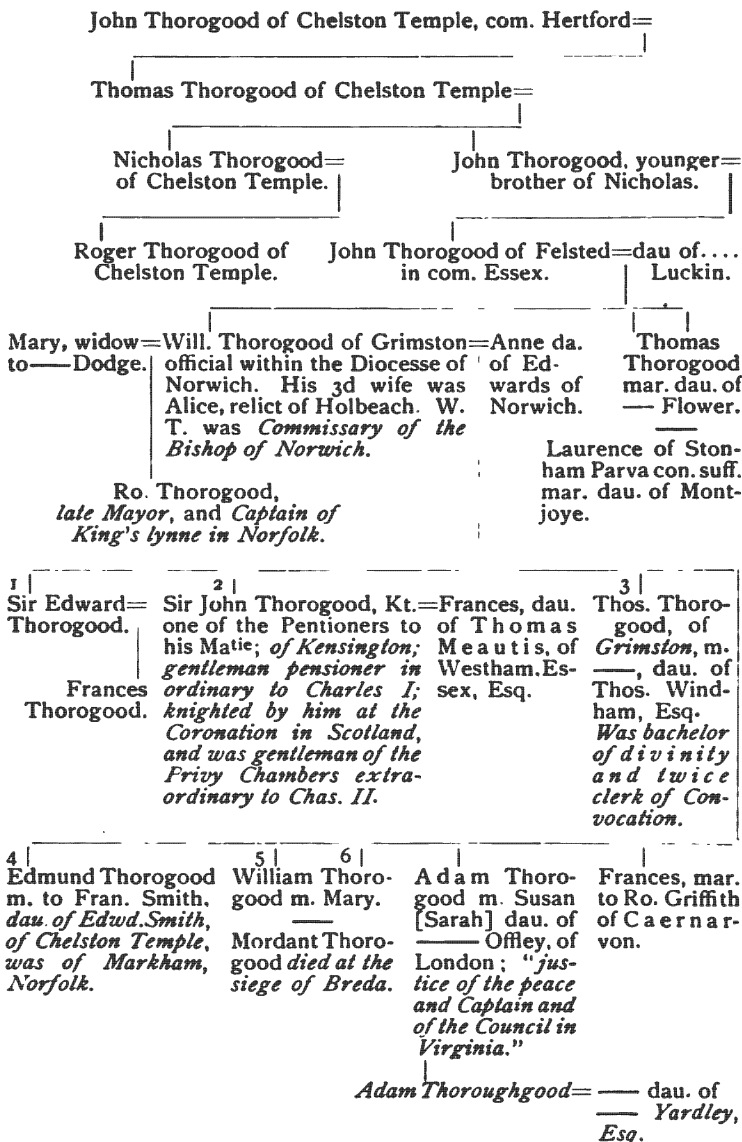 John Thorogood of Chelston Temple, com. Hertford=
Thomas Thorogood of Chelston Temple=
Nicholas Thorogood=
of Chelston Temple.
John Thorogood, younger=
brother of Nicholas.
Roger Thorogood of
Chelston Temple.
John Thorogood of Felsted=dau of....
in com. Essex. Luckin.
Mary, widow=
to——Dodge.
Will. Thorogood of Grimston=
official within the Diocesse of
Norwich. His 3d wife was
Alice, relict of Holbeach. W.
T. was Commissary of the
Bishop of Norwich.
Anne da.
of Ed-
wards of
Norwich.
Thomas
Thorogood
mar. dau. of
— Flower.
Laurence of Ston-
ham Parva con. suff.
mar. dau. of Mont-
joye.
Ro. Thorogood,
late Mayor, and Captain of
King's lynne in Norfolk.
1
Sir Edward=
Thorogood.
Frances
Thorogood.
2
Sir John Thorogood, Kt.=
one of the Pentioners to
his Matie; of Kensington;
gentleman pensioner in
ordinary to Charles I;
knighted by him at the
Coronation in Scotland,
and was gentleman of the
Privy Chambers extra-
ordinary to Chas. II.
Frances, dau.
of Thomas
Meautis, of
Westham.Es-
sex, Esq.
3
Thos. Thoro-
good, of
Grimston, m.
——, dau. of
Thos. Wind-
ham, Esq.
Was bachelor
of divinity
and twice
clerk of Con-
vocation.
4
Edmund Thorogood
m. to Fran. Smith,
dau. of Edwd.Smith,
of Chelston Temple,
was of Markham,
Norfolk.
5 6
William Thoro-
good m. Mary.
Mordant Thoro-
good died at the
siege of Breda.
Adam Thoro-
good m. Susan
[Sarah] dau. of
—— Offley, of
London; "jus-
tice of the peace
and Captain and
of the Council in
Virginia."
Frances, mar.
to Ro. Griffith
of Caernar-
von.
Adam Thoroughgood= —— dau. of
—— Yardley,
Esq.